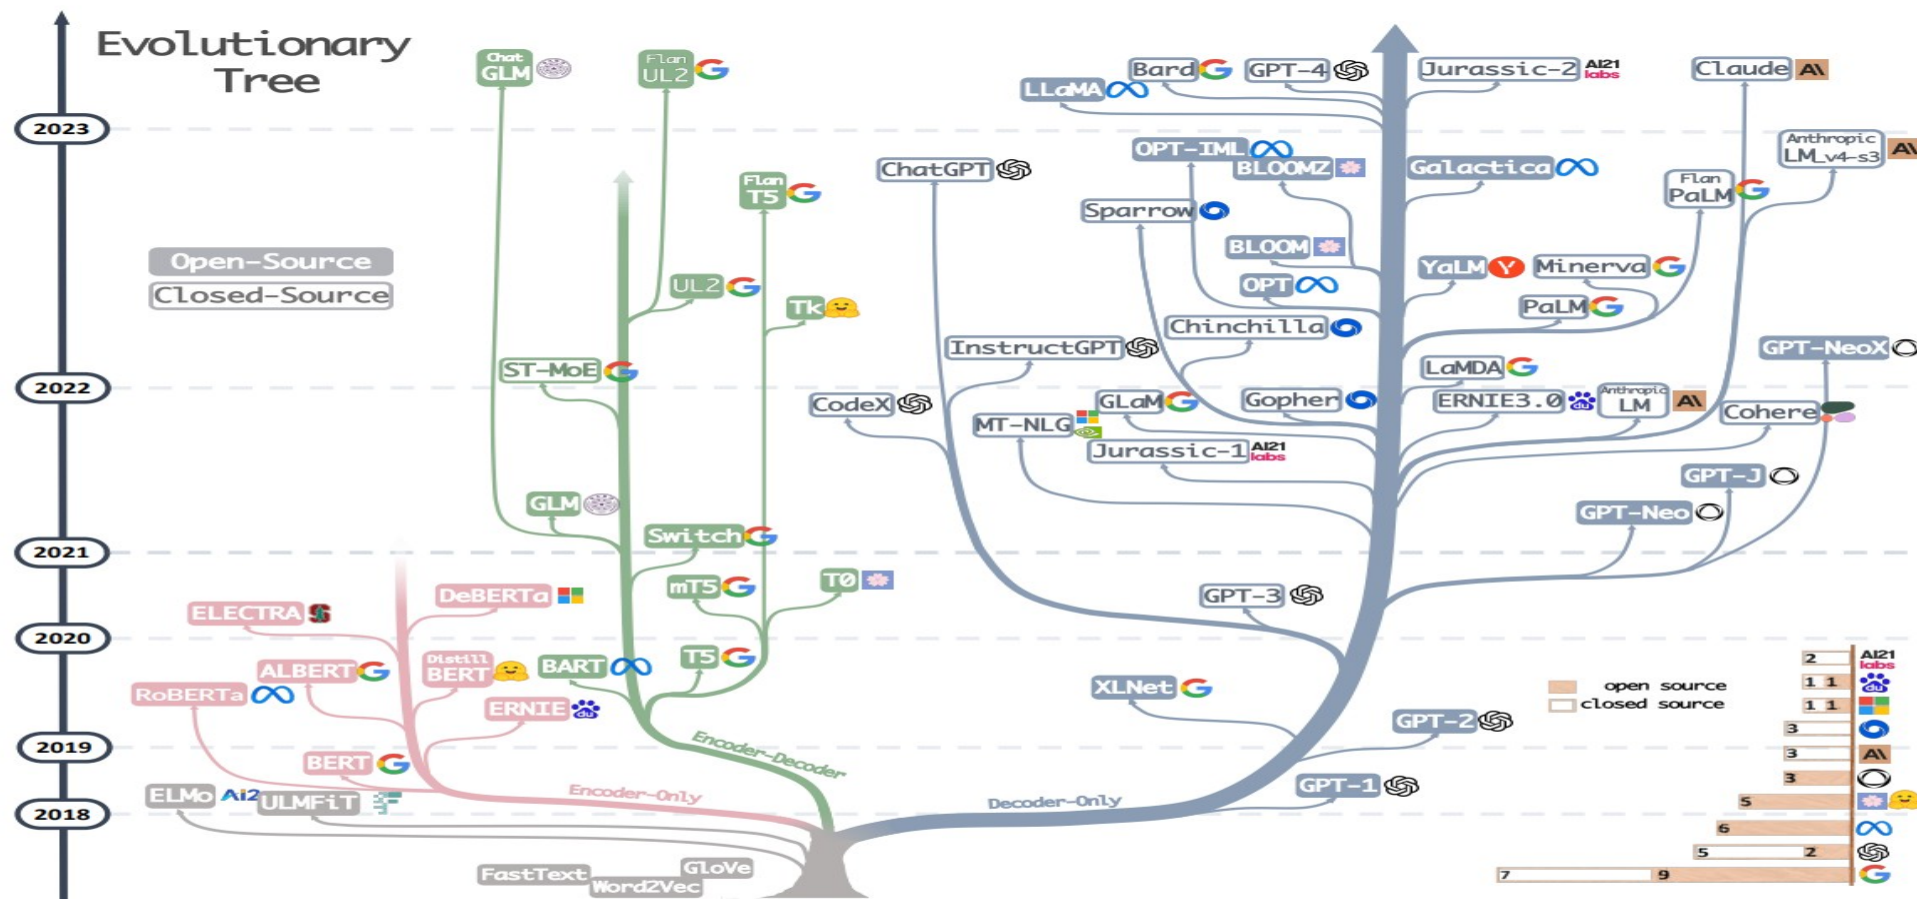 Evolutionary
Tree
2023
2022
2021
2020
2019
2018
Open-Source
Closed-Source
Chat
GLM
Flan
UL2
Flan
T5
UL2
Tk
ST-MoE
GLM
Switch
mT5
T0
BART
T5
Encoder-Decoder
DeBERTa
ELECTRA
ALBERT
Distill
BERT
RoBERTa
ERNIE
BERT
Encoder-Only
ELMo
Ai2
ULMFiT
FastText
Word2Vec
GloVe
Bard
GPT-4
Jurassic-2
AI21
labs
Claude
A\
LLaMA
OPT-IML
BLOOMZ
Galactica
Anthropic
LM_v4-s3
A\
ChatGPT
Flan
PaLM
Sparrow
BLOOM
YaLM
Y
Minerva
OPT
PaLM
Chinchilla
InstructGPT
GPT-NeoX
LaMDA
CodeX
GLaM
Gopher
ERNIE3.0
du
Anthropic
LM
A\
Cohere
MT-NLG
Jurassic-1
AI21
labs
GPT-J
GPT-Neo
GPT-3
XLNet
GPT-2
GPT-1
Decoder-Only
open source
closed source
2
AI21
labs
1 1
du
1 1
3
3
A\
3
5
6
5 2
7 9